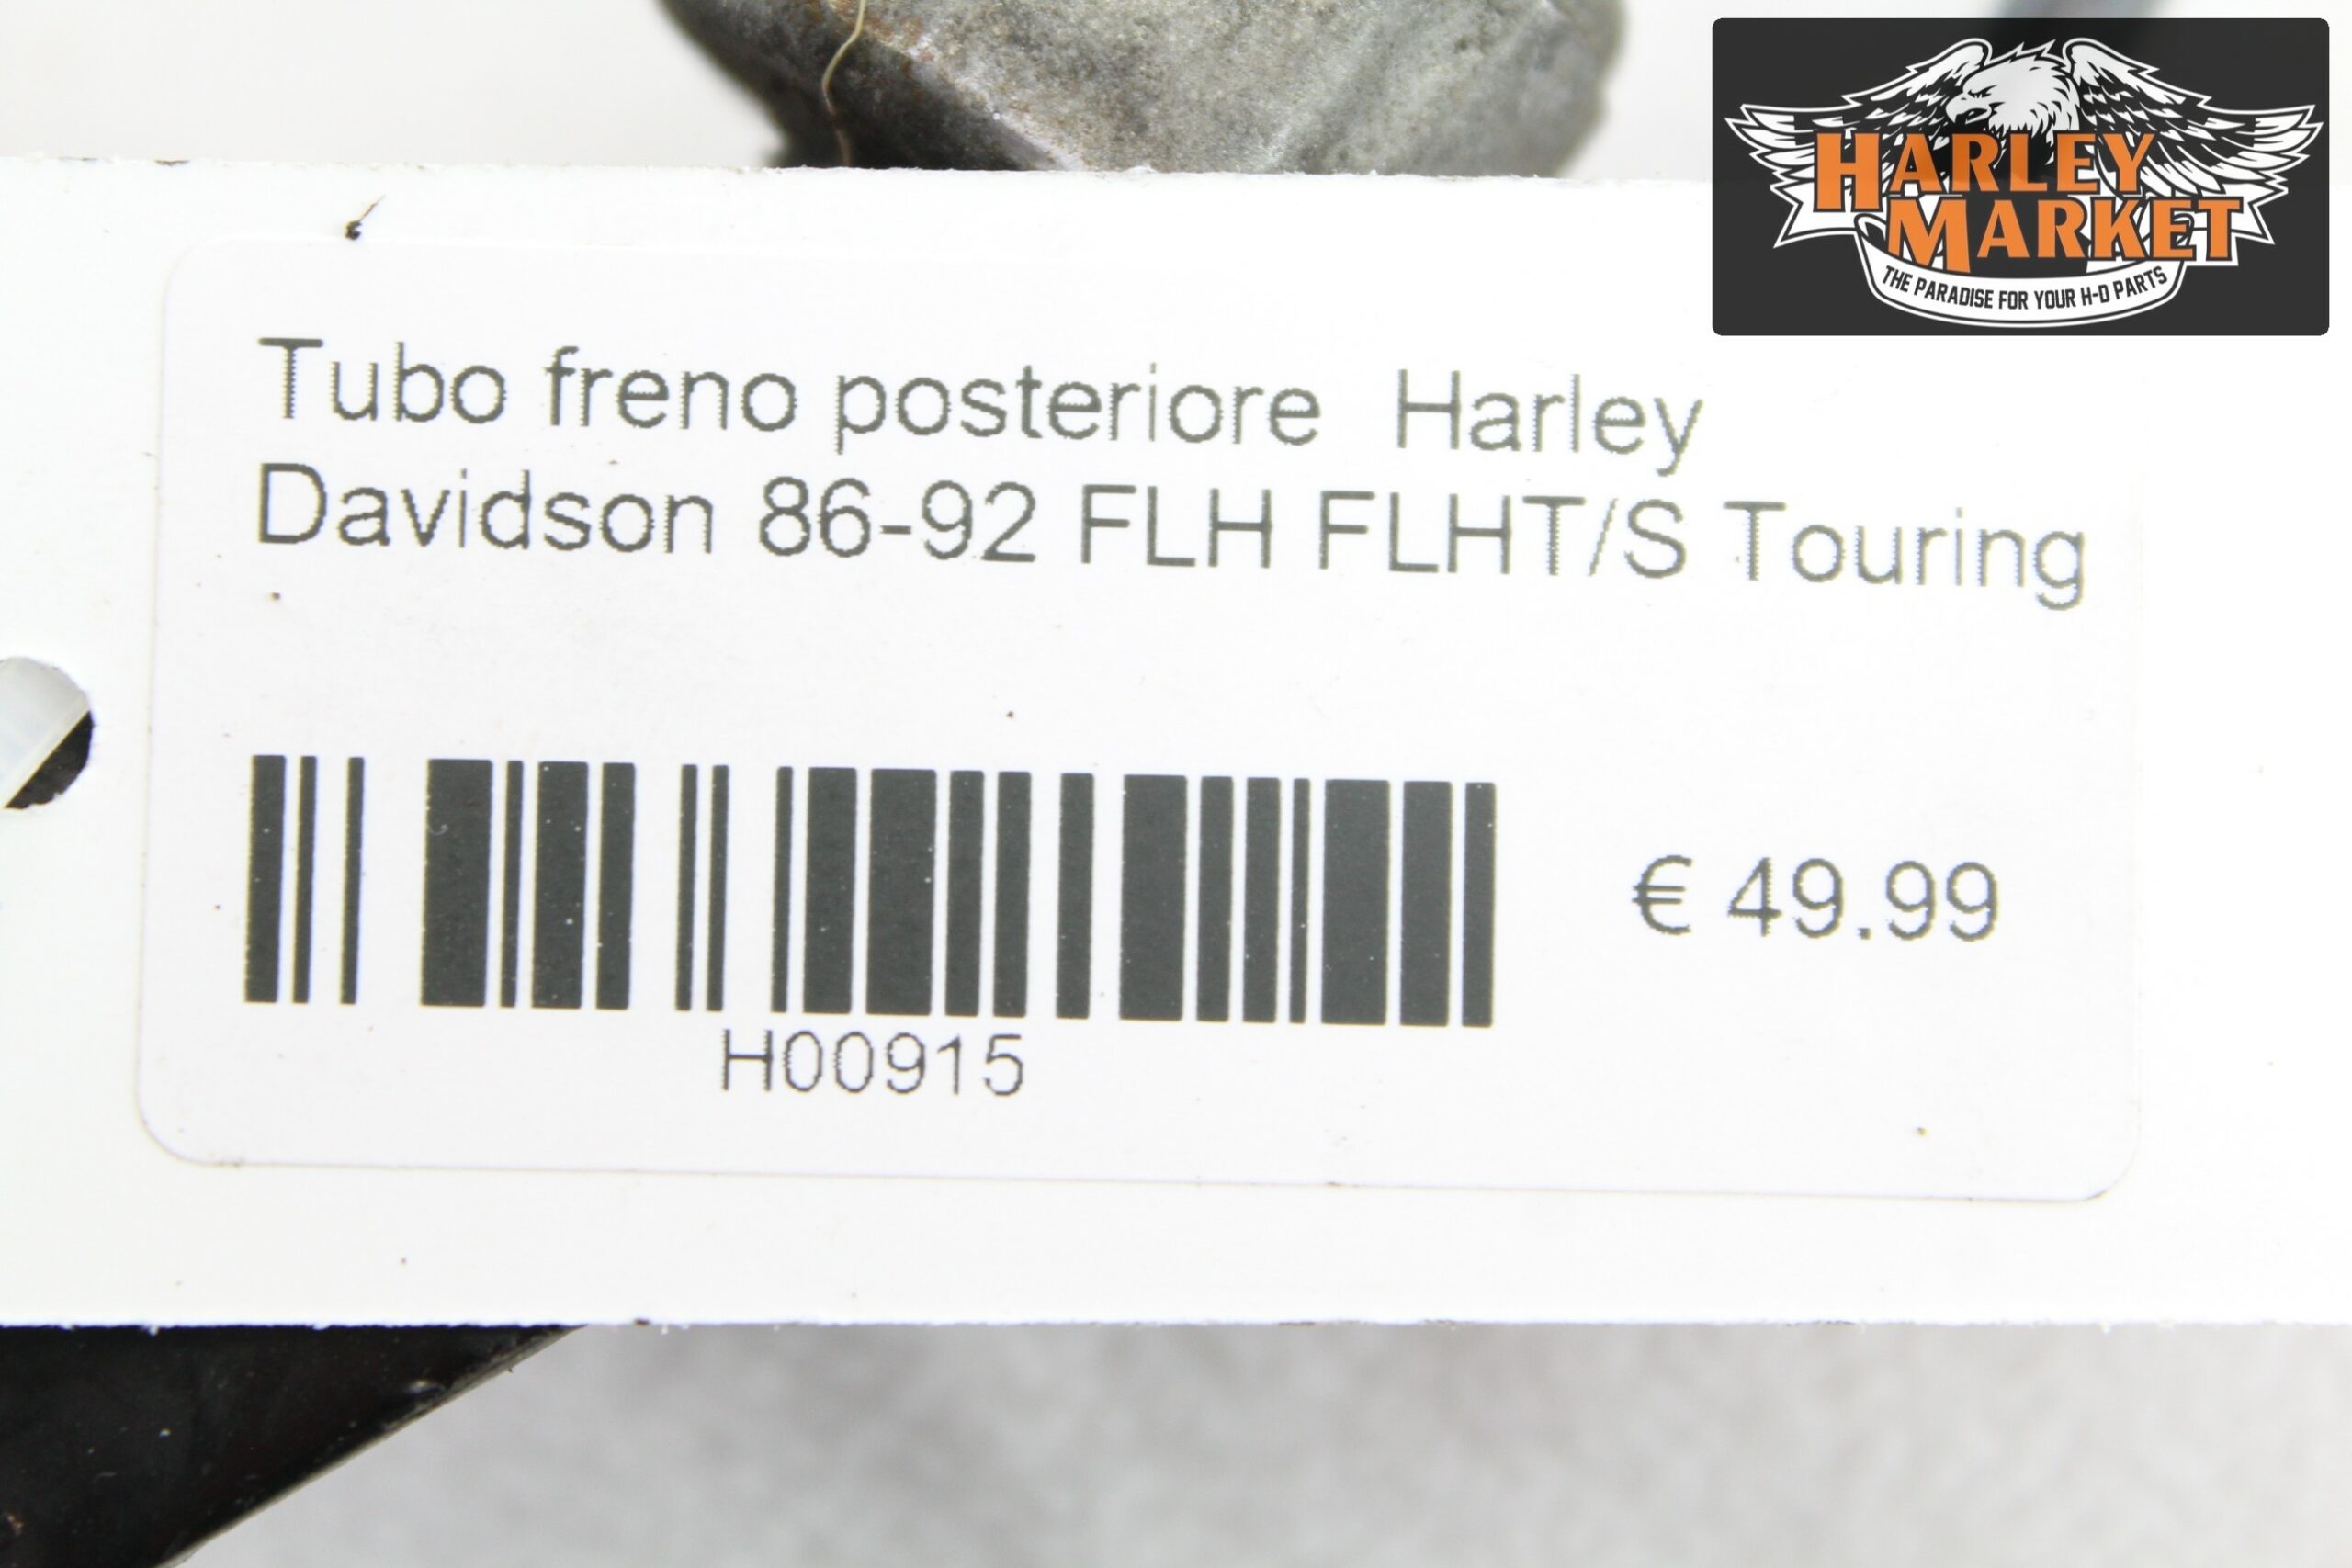 HARLEY
MARKET
THE PARADISE FOR YOUR H-D PARTS
Tubo freno posteriore  Harley
Davidson 86-92 FLH FLHT/S Touring
€ 49.99
H00915